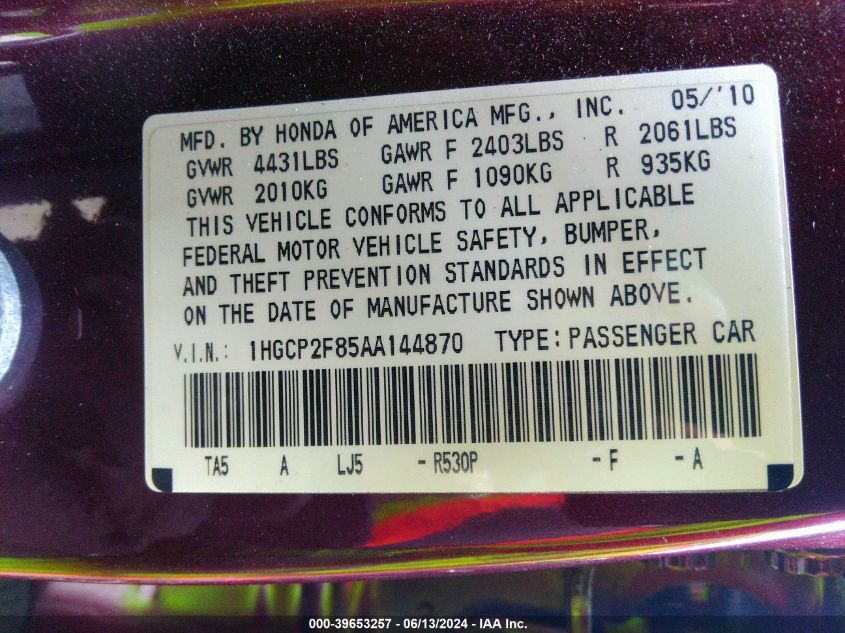 MFD. BY HONDA OF AMERICA MFG., INC. 05/'10
GVWR 4431LBS GAWR F 2403LBS R 2061LBS
GVWR 2010KG GAWR F 1090KG R 935KG
THIS VEHICLE CONFORMS TO ALL APPLICABLE
FEDERAL MOTOR VEHICLE SAFETY, BUMPER,
AND THEFT PREVENTION STANDARDS IN EFFECT
ON THE DATE OF MANUFACTURE SHOWN ABOVE.
V.I.N.: 1HGCP2F85AA144870 TYPE:PASSENGER CAR
TA5 A LJ5 -R530P -F -A
000-39653257 - 06/13/2024 - IAA Inc.